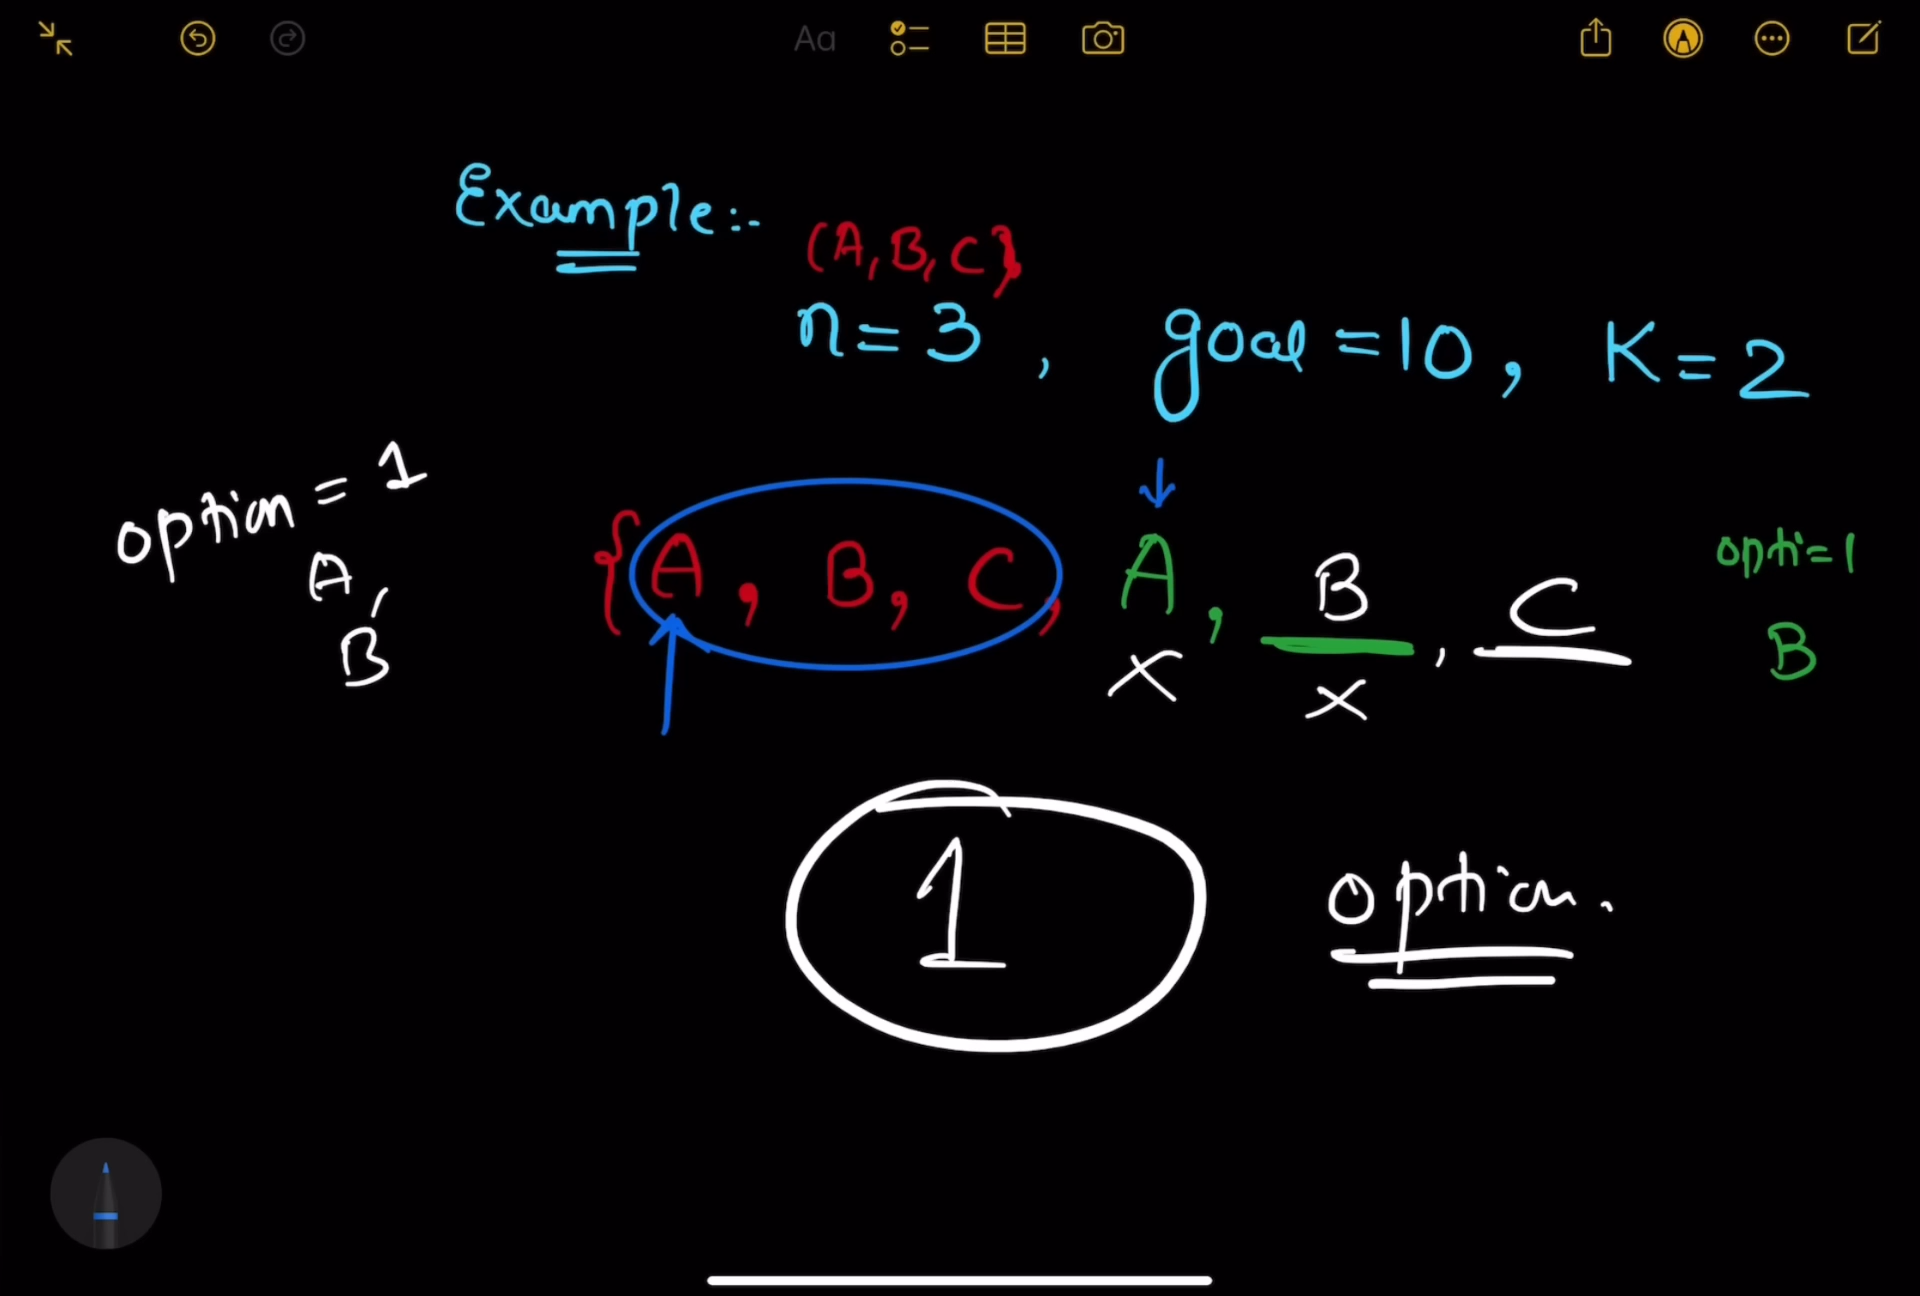 Aa
Example:-
(A, B, C}
n = 3 , goal = 10, K = 2
option = 1
A,
B
{A, B, C, A, B, C
opti = 1
B
x x
1 option.